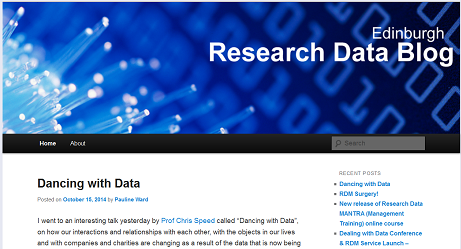 Edinburgh
Research Data Blog
Home About Search
Dancing with Data
Posted on October 15, 2014 by Pauline Ward
I went to an interesting talk yesterday by Prof Chris Speed called “Dancing with Data”,
on how our interactions and relationships with each other, with the objects in our lives
and with companies and charities are changing as a result of the data that is now being
RECENT POSTS
Dancing with Data
RDM Surgery!
New release of Research Data
MANTRA (Management
Training) online course
Dealing with Data Conference
& RDM Service Launch –